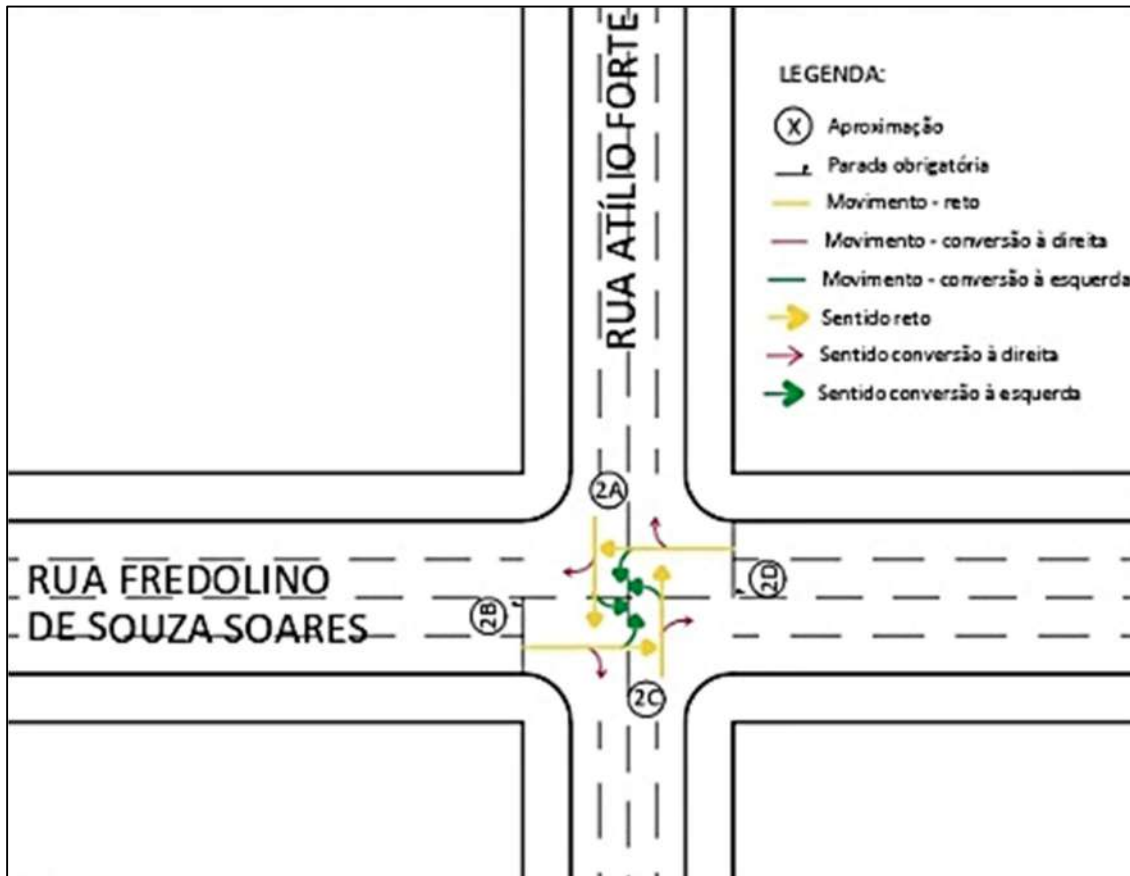 RUA ATÍLIO FORTE
LEGENDA:
X Aproximação
Parada obrigatória
Movimento - reto
Movimento - conversão à direita
Movimento - conversão à esquerda
Sentido reto
Sentido conversão à direita
Sentido conversão à esquerda
2A
2D
RUA FREDOLINO
DE SOUZA SOARES
2B
2C